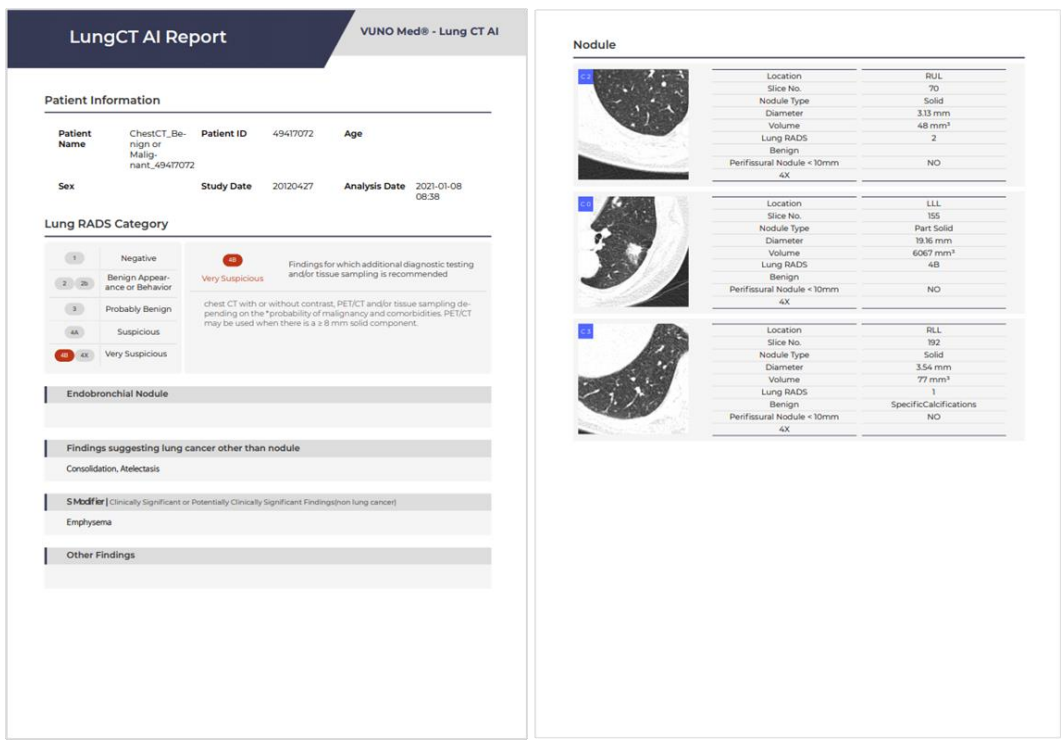 LungCT AI Report
VUNO Med® - Lung CT AI
Patient Information
Patient Name
ChestCT_Be-
nign or
Malig-
nant_49417072
Patient ID
49417072
Age
Sex
Study Date
20120427
Analysis Date
2021-01-08
08:38
Lung RADS Category
1 Negative
2 2b Benign Appear-
ance or Behavior
3 Probably Benign
4A Suspicious
4B 4X Very Suspicious
4B
Very Suspicious
Findings for which additional diagnostic testing
and/or tissue sampling is recommended
chest CT with or without contrast, PET/CT and/or tissue sampling de-
pending on the *probability of malignancy and comorbidities. PET/CT
may be used when there is a ≥ 8 mm solid component.
Endobronchial Nodule
Findings suggesting lung cancer other than nodule
Consolidation, Atelectasis
S Modifier | Clinically Significant or Potentially Clinically Significant Findings(non lung cancer)
Emphysema
Other Findings
Nodule
C2
Location RUL
Slice No. 70
Nodule Type Solid
Diameter 3.13 mm
Volume 48 mm³
Lung RADS 2
Benign
Perifissural Nodule < 10mm NO
4X
C0
Location LLL
Slice No. 155
Nodule Type Part Solid
Diameter 19.16 mm
Volume 6067 mm³
Lung RADS 4B
Benign
Perifissural Nodule < 10mm NO
4X
C3
Location RLL
Slice No. 192
Nodule Type Solid
Diameter 3.54 mm
Volume 77 mm³
Lung RADS 1
Benign SpecificCalcifications
Perifissural Nodule < 10mm NO
4X